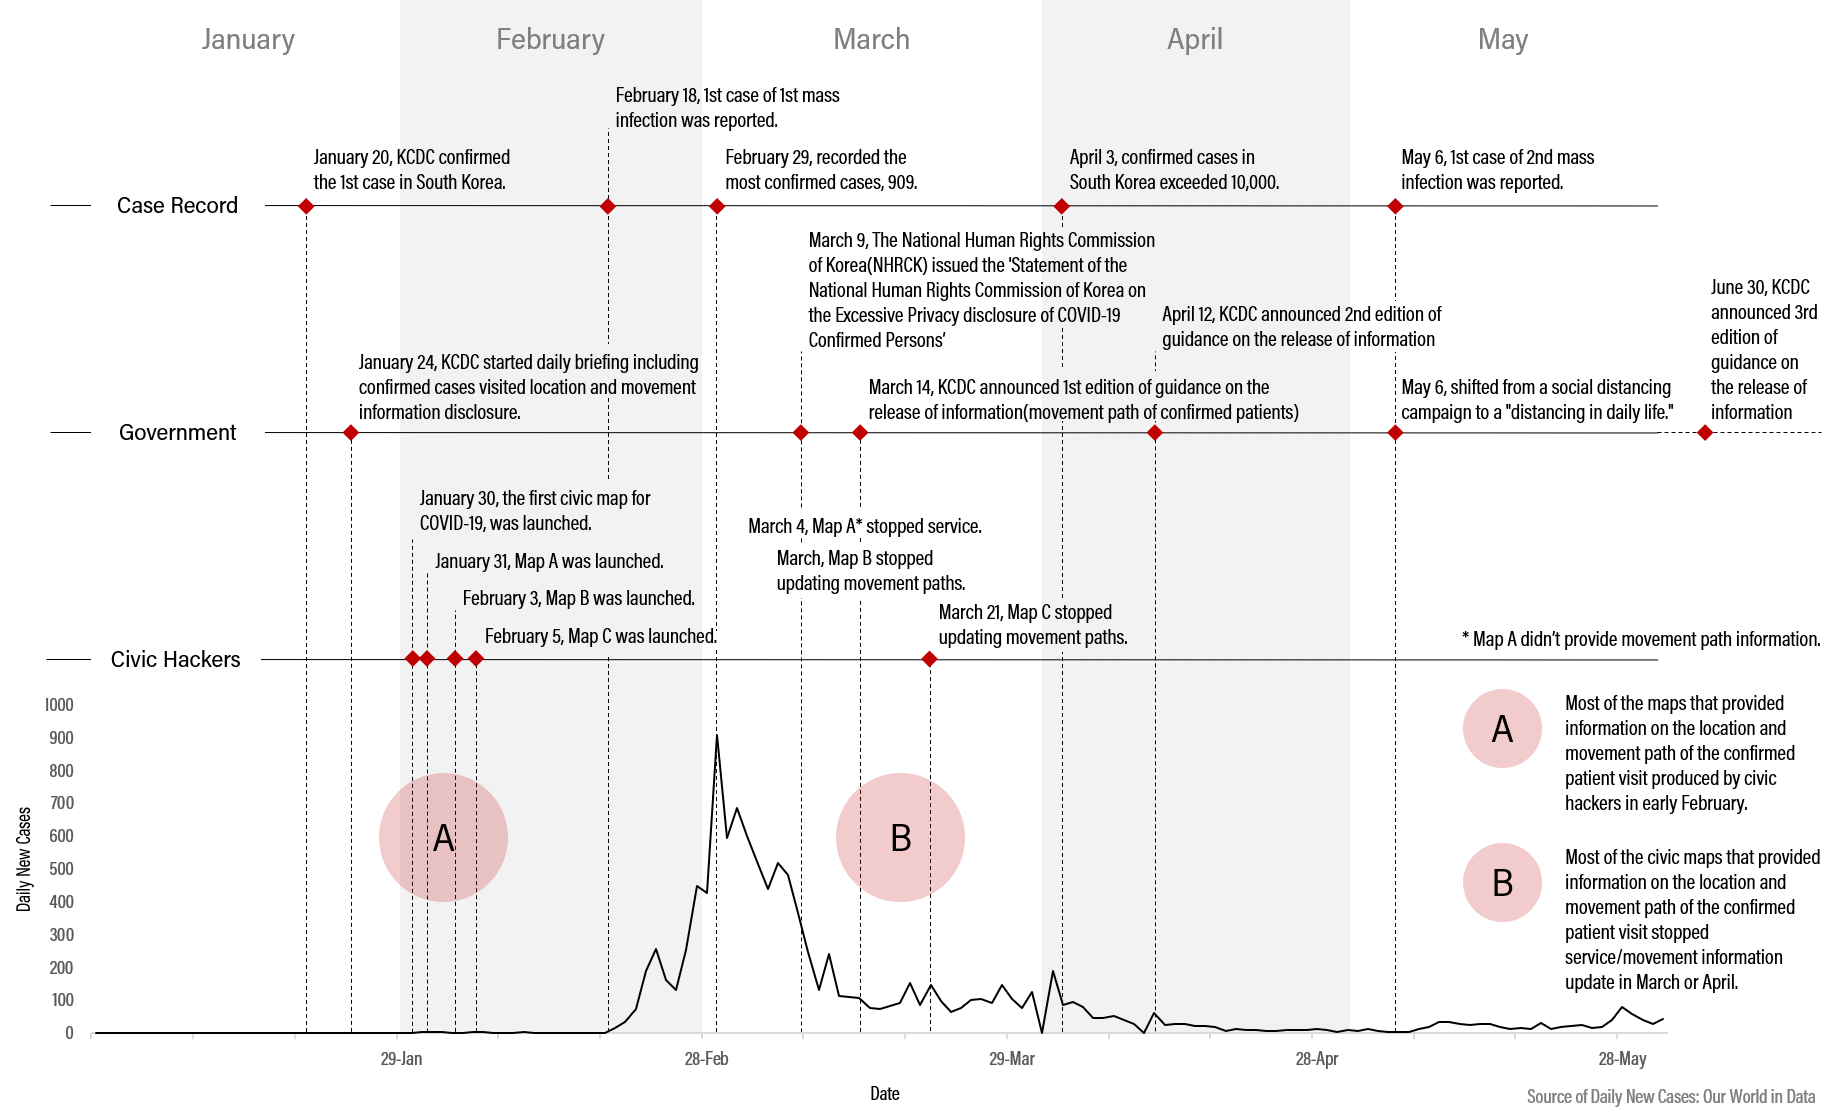 January
February
March
April
May
February 18, 1st case of 1st mass
infection was reported.
January 20, KCDC confirmed
the 1st case in South Korea.
February 29, recorded the
most confirmed cases, 909.
April 3, confirmed cases in
South Korea exceeded 10,000.
May 6, 1st case of 2nd mass
infection was reported.
Case Record
March 9, The National Human Rights Commission
of Korea(NHRCK) issued the 'Statement of the
National Human Rights Commission of Korea on
the Excessive Privacy disclosure of COVID-19
Confirmed Persons’
April 12, KCDC announced 2nd edition of
guidance on the release of information
June 30, KCDC
announced 3rd
edition of
guidance on
the release of
information
January 24, KCDC started daily briefing including
confirmed cases visited location and movement
information disclosure.
March 14, KCDC announced 1st edition of guidance on the
release of information(movement path of confirmed patients)
May 6, shifted from a social distancing
campaign to a "distancing in daily life."
Government
January 30, the first civic map for
COVID-19, was launched.
January 31, Map A was launched.
February 3, Map B was launched.
February 5, Map C was launched.
March 4, Map A* stopped service.
March, Map B stopped
updating movement paths.
March 21, Map C stopped
updating movement paths.
* Map A didn’t provide movement path information.
Civic Hackers
1000
900
800
700
600
500
400
300
200
100
0
Daily New Cases
A
B
A
Most of the maps that provided
information on the location and
movement path of the confirmed
patient visit produced by civic
hackers in early February.
B
Most of the civic maps that provided
information on the location and
movement path of the confirmed
patient visit stopped
service/movement information
update in March or April.
29-Jan
28-Feb
29-Mar
28-Apr
28-May
Date
Source of Daily New Cases: Our World in Data